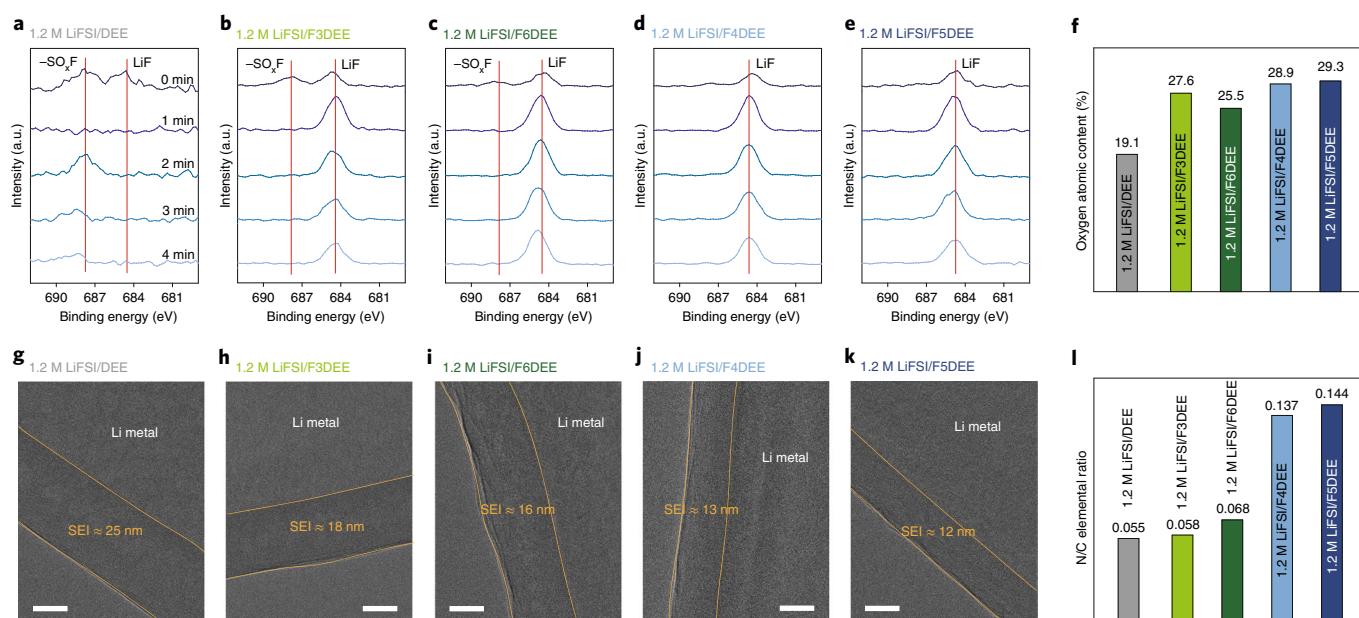 a
1.2 M LiFSI/DEE
–SOxF
LiF
0 min
1 min
2 min
3 min
4 min
Intensity (a.u.)
690 687 684 681
Binding energy (eV)
b
1.2 M LiFSI/F3DEE
–SOxF
LiF
Intensity (a.u.)
690 687 684 681
Binding energy (eV)
c
1.2 M LiFSI/F6DEE
–SOxF
LiF
Intensity (a.u.)
690 687 684 681
Binding energy (eV)
d
1.2 M LiFSI/F4DEE
LiF
Intensity (a.u.)
690 687 684 681
Binding energy (eV)
e
1.2 M LiFSI/F5DEE
LiF
Intensity (a.u.)
690 687 684 681
Binding energy (eV)
f
Oxygen atomic content (%)
19.1
27.6
25.5
28.9
29.3
1.2 M LiFSI/DEE
1.2 M LiFSI/F3DEE
1.2 M LiFSI/F6DEE
1.2 M LiFSI/F4DEE
1.2 M LiFSI/F5DEE
g
1.2 M LiFSI/DEE
Li metal
SEI ≈ 25 nm
h
1.2 M LiFSI/F3DEE
Li metal
SEI ≈ 18 nm
i
1.2 M LiFSI/F6DEE
Li metal
SEI ≈ 16 nm
j
1.2 M LiFSI/F4DEE
Li metal
SEI ≈ 13 nm
k
1.2 M LiFSI/F5DEE
Li metal
SEI ≈ 12 nm
l
N/C elemental ratio
1.2 M LiFSI/DEE
1.2 M LiFSI/F3DEE
1.2 M LiFSI/F6DEE
1.2 M LiFSI/F4DEE
1.2 M LiFSI/F5DEE
0.055
0.058
0.068
0.137
0.144